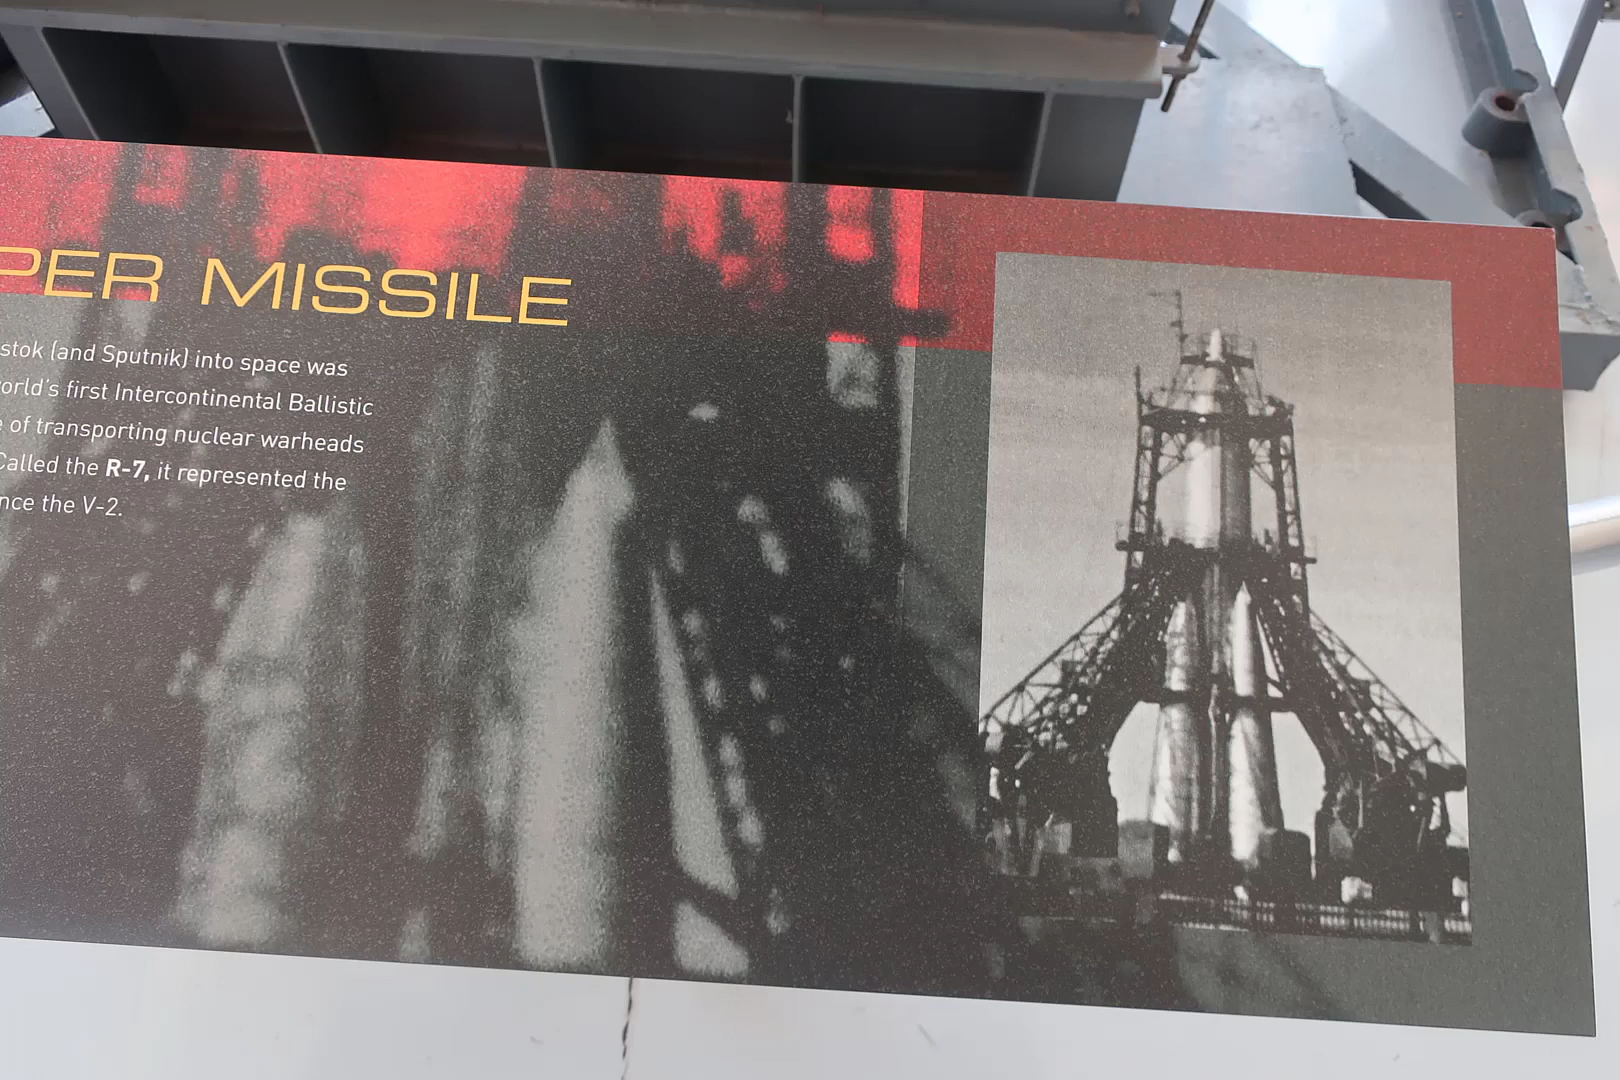 PER MISSILE
stok (and Sputnik) into space was
orld's first Intercontinental Ballistic
of transporting nuclear warheads
Called the R-7, it represented the
nce the V-2.